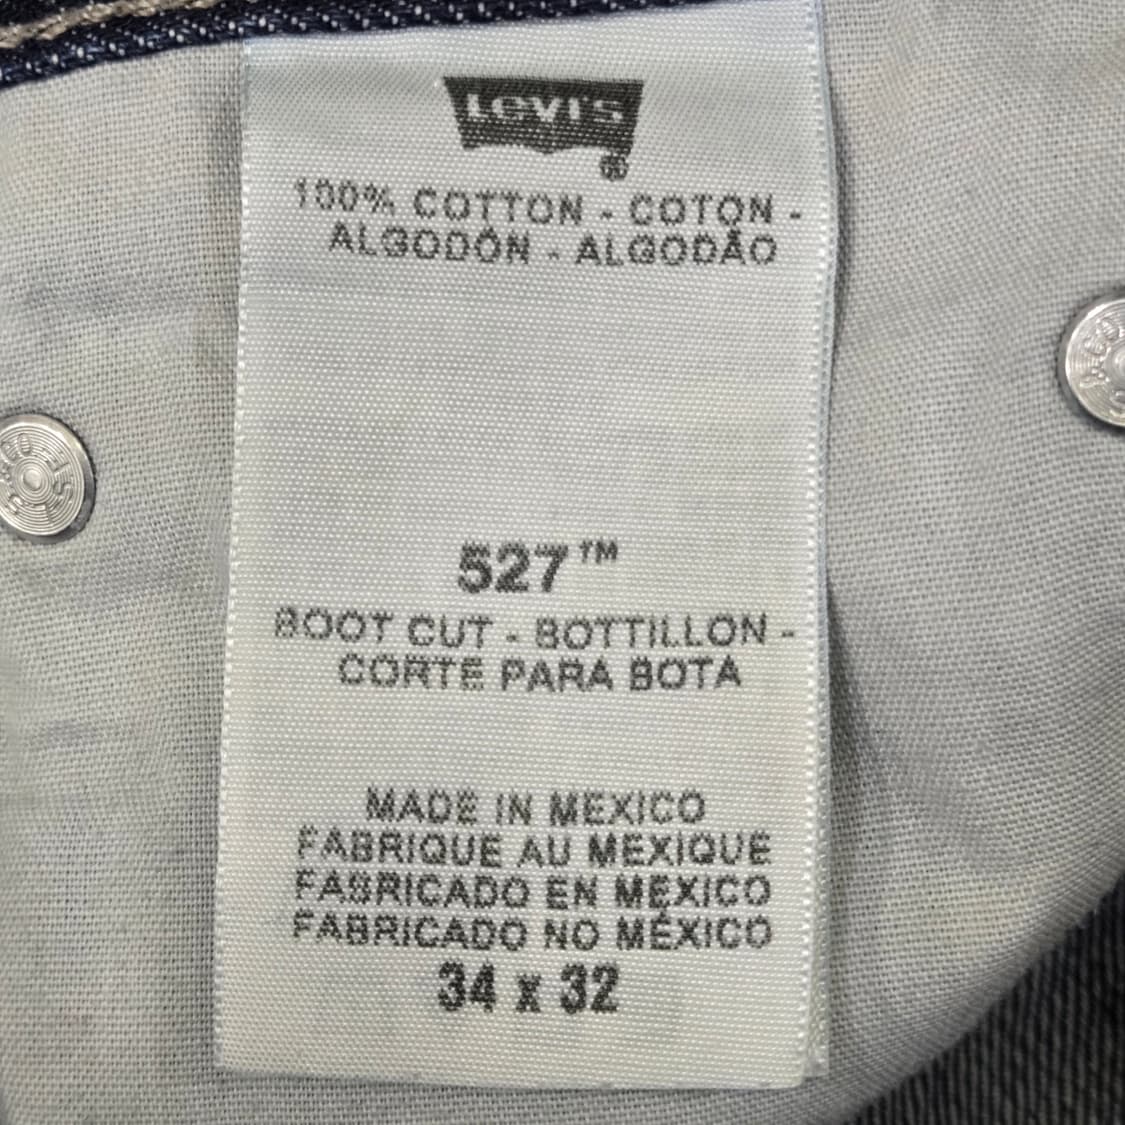 LEVI'S
®
100% COTTON - COTON -
ALGODÓN - ALGODÃO
527™
BOOT CUT - BOTTILLON -
CORTE PARA BOTA
MADE IN MEXICO
FABRIQUE AU MEXIQUE
FABRICADO EN MEXICO
FABRICADO NO MÉXICO
34 x 32